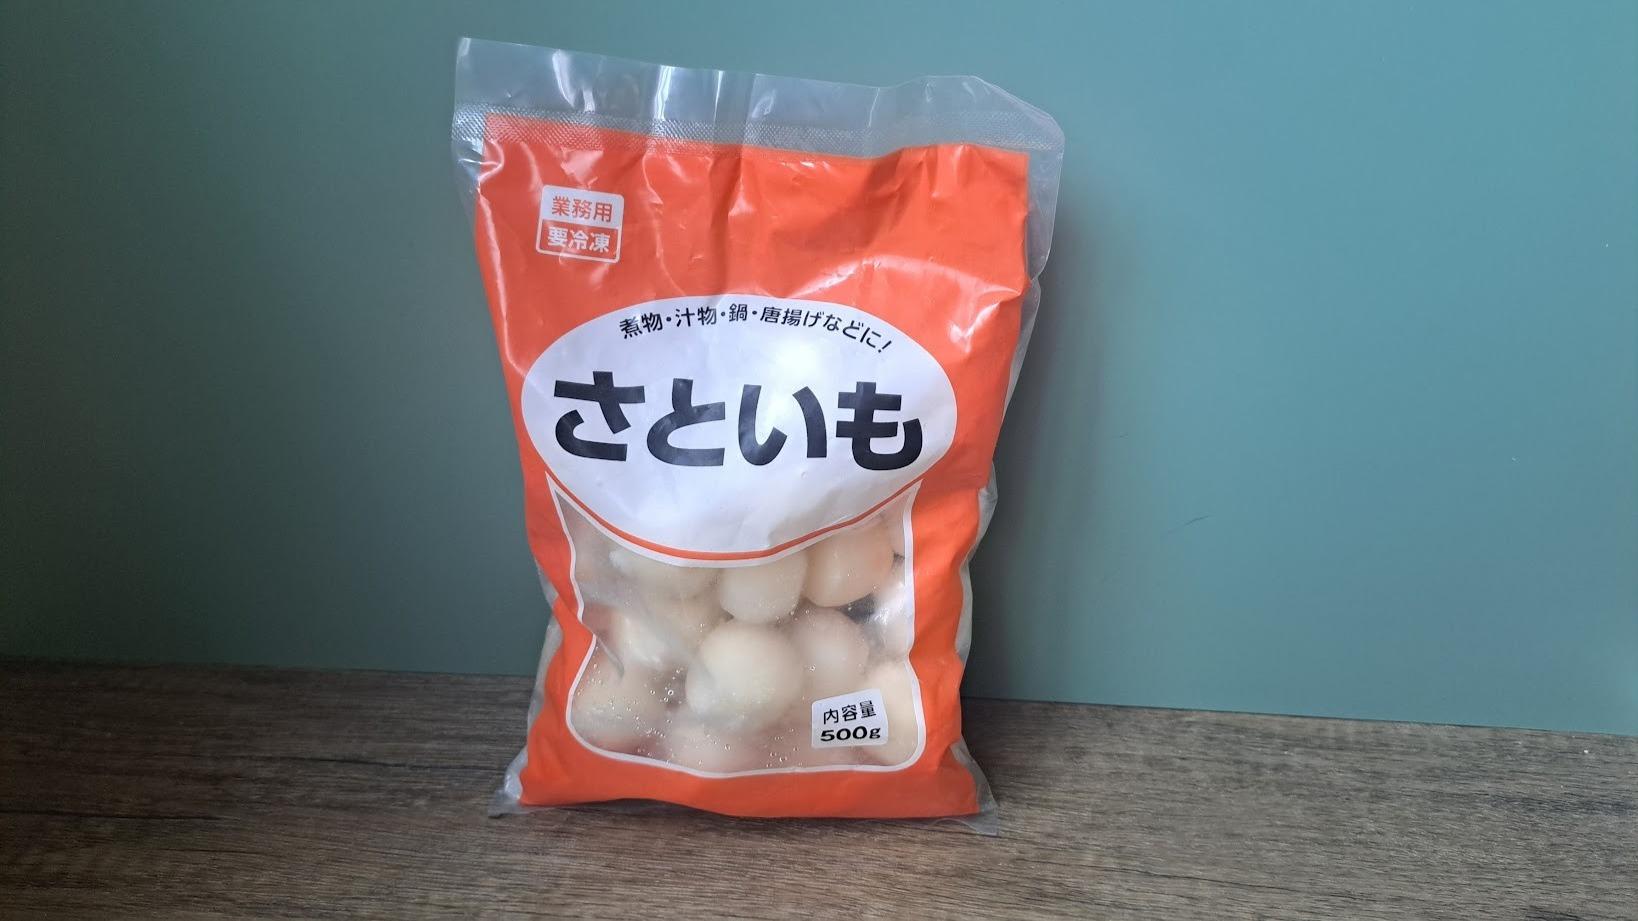 業務用
要冷凍
煮物・汁物・鍋・唐揚げなどに!
さといも
内容量
500g